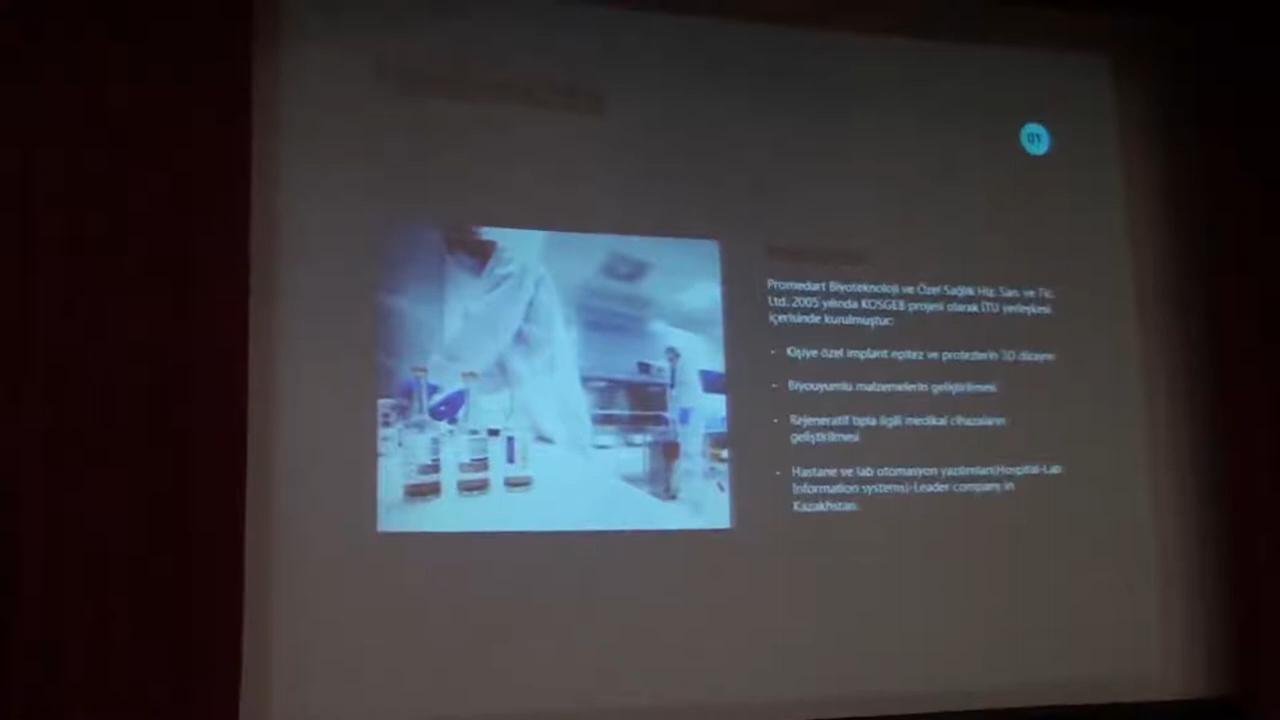 Promedart Biyoteknoloji ve Özel Sağlık Hiz. San. ve Tic.
Ltd. 2005 yılında KOSGEB projesi olarak İTÜ yerleşkesi
içerisinde kurulmuştur:
- Kişiye özel implant epitez ve protezlerin 3D dizaynı
- Biyouyumlu malzemelerin geliştirilmesi
- Rejeneratif tıpla ilgili medikal cihazların
geliştirilmesi
- Hastane ve lab otomasyon yazılımları(Hospital-Lab
Information systems)-Leader company in
Kazakhstan.